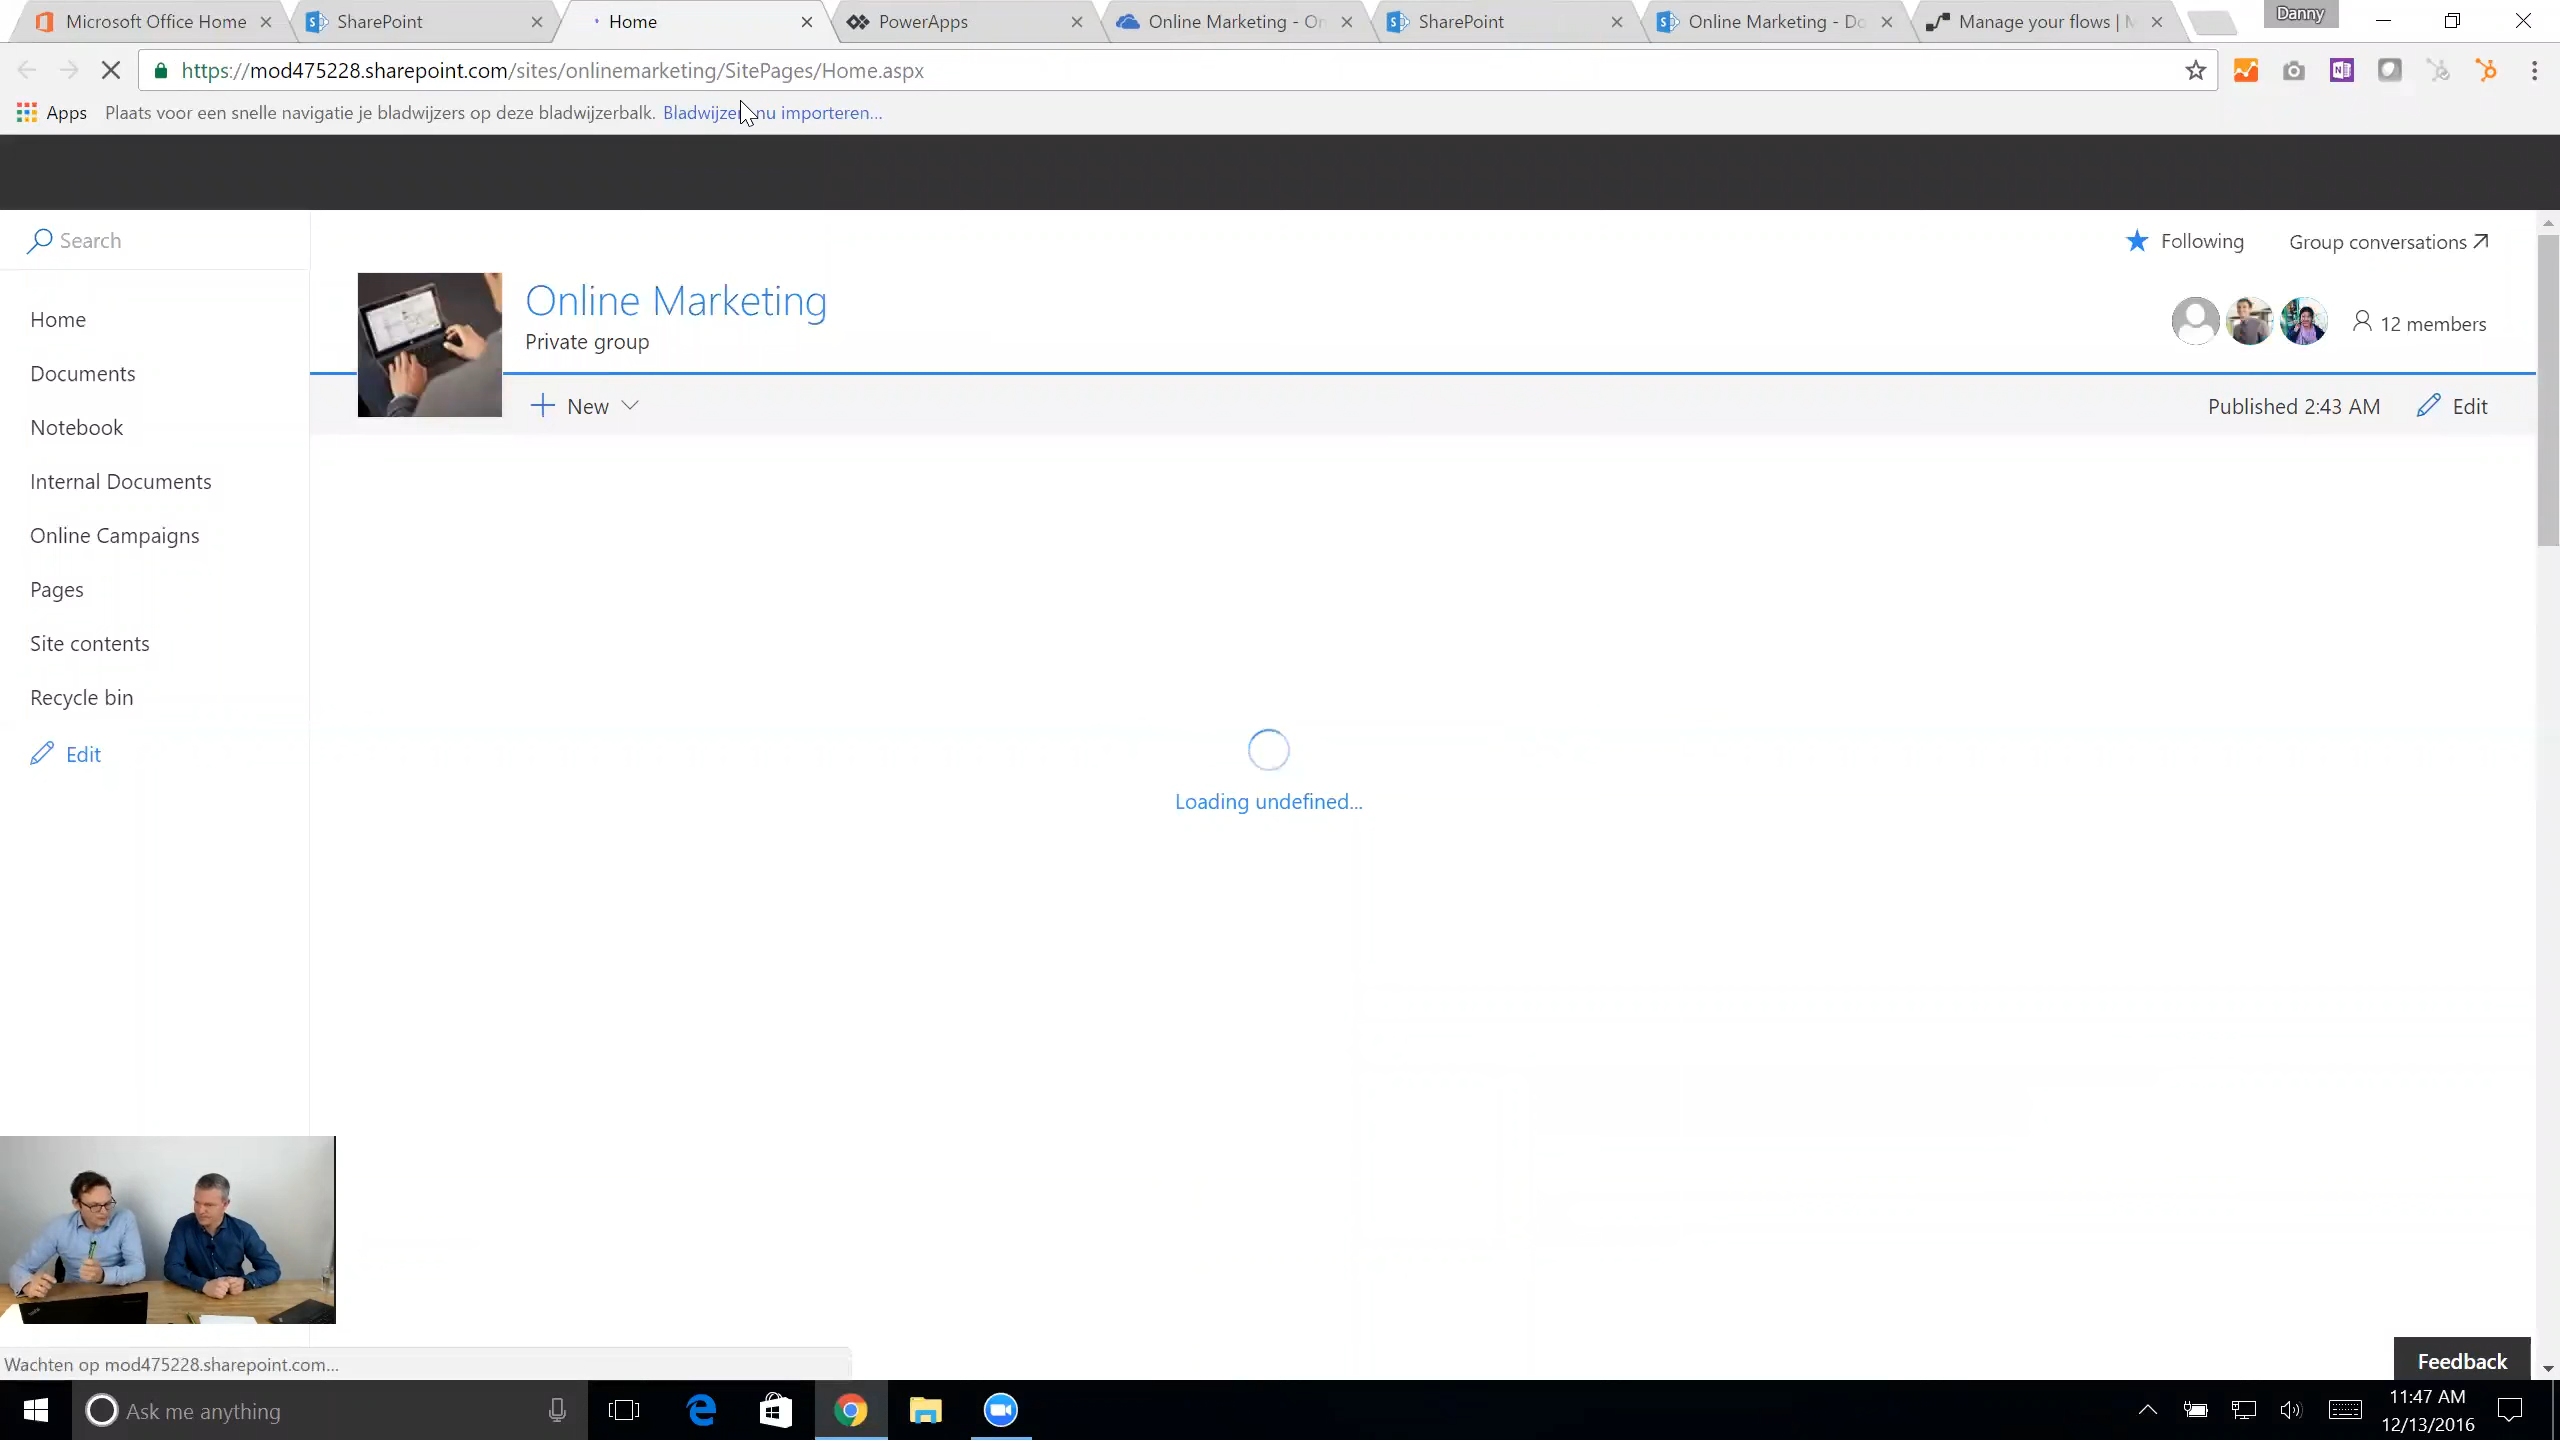 Microsoft Office Home
SharePoint
Home
PowerApps
Online Marketing - On
SharePoint
Online Marketing - Do
Manage your flows | M
Danny
https://mod475228.sharepoint.com/sites/onlinemarketing/SitePages/Home.aspx
Apps
Plaats voor een snelle navigatie je bladwijzers op deze bladwijzerbalk. Bladwijzers nu importeren...
Search
Following
Group conversations
Online Marketing
Private group
12 members
New
Published 2:43 AM
Edit
Home
Documents
Notebook
Internal Documents
Online Campaigns
Pages
Site contents
Recycle bin
Edit
Loading undefined...
Wachten op mod475228.sharepoint.com...
Feedback
Ask me anything
11:47 AM
12/13/2016